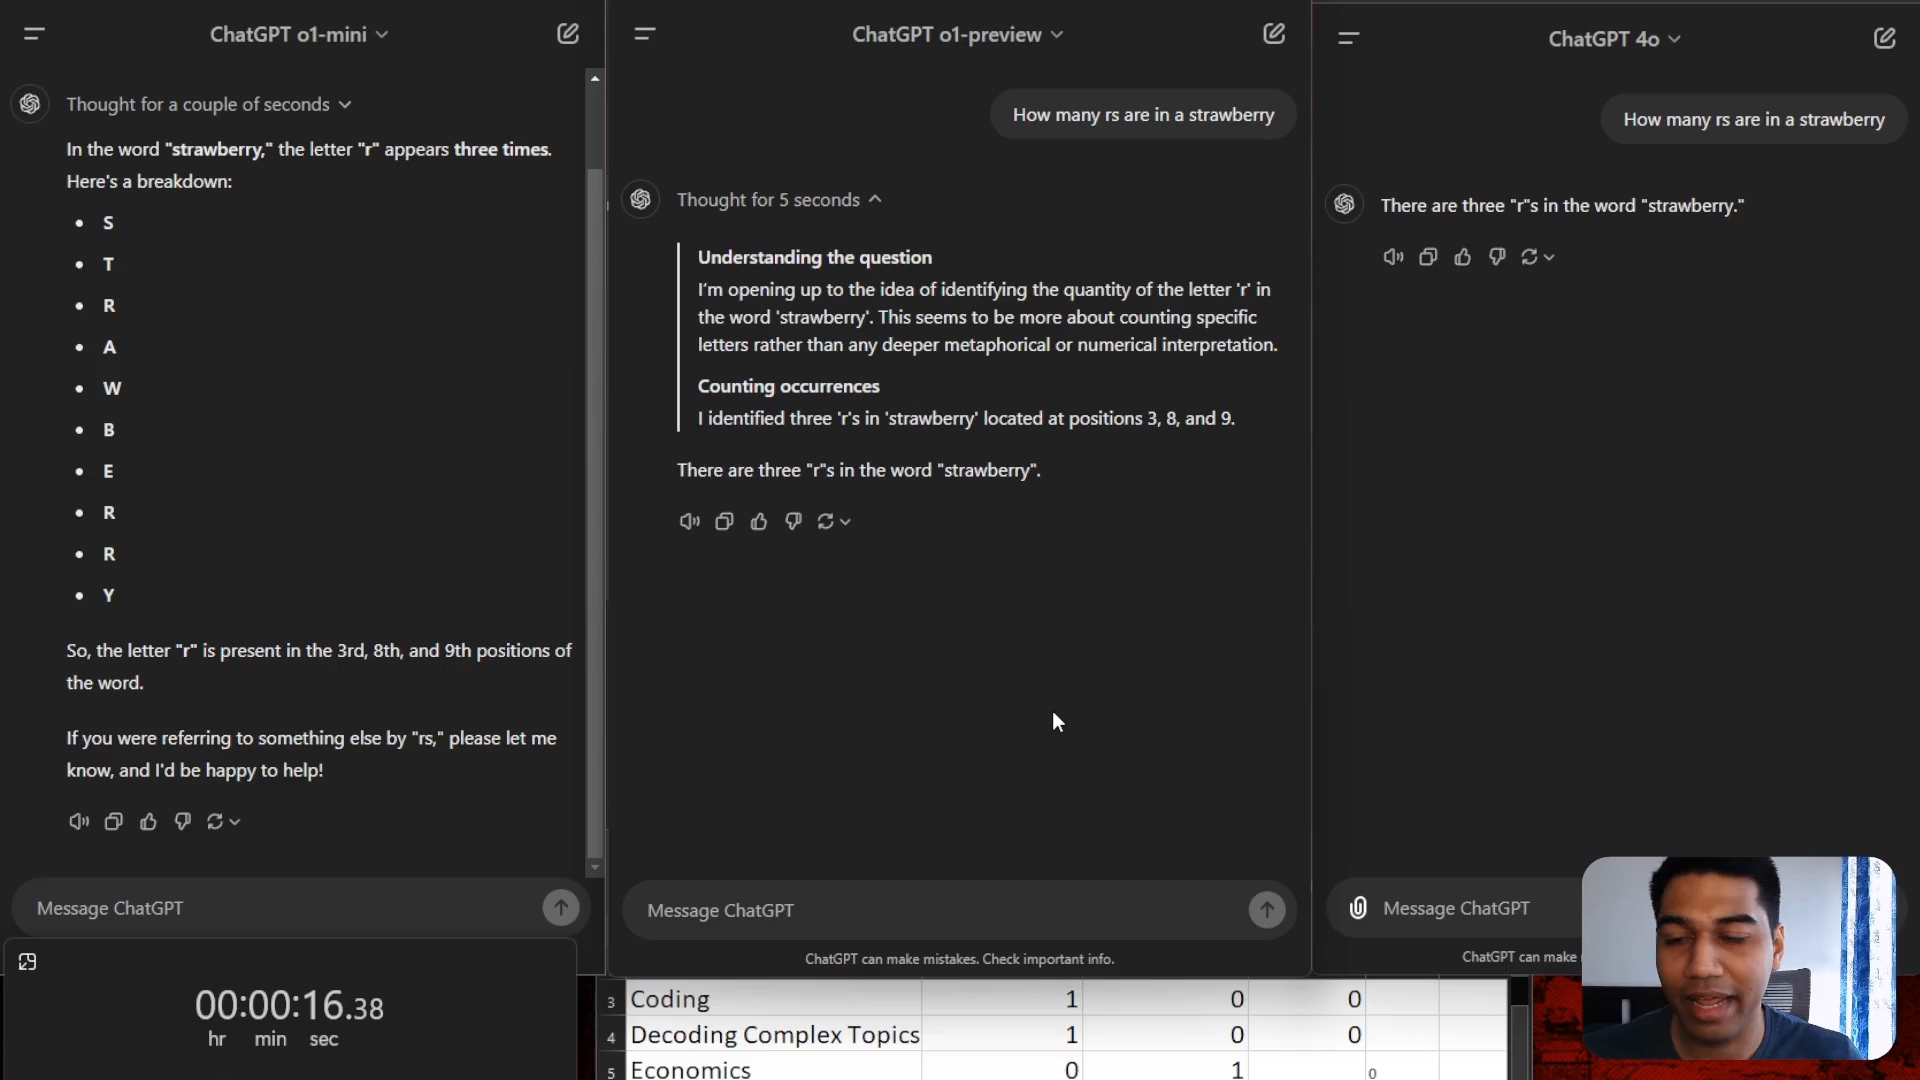 ChatGPT o1-mini
Thought for a couple of seconds
In the word "strawberry," the letter "r" appears three times.
Here's a breakdown:
• S
• T
• R
• A
• W
• B
• E
• R
• R
• Y
So, the letter "r" is present in the 3rd, 8th, and 9th positions of
the word.
If you were referring to something else by "rs," please let me
know, and I'd be happy to help!
Message ChatGPT
00:00:16.38
hr min sec
ChatGPT o1-preview
How many rs are in a strawberry
Thought for 5 seconds
Understanding the question
I'm opening up to the idea of identifying the quantity of the letter 'r' in
the word 'strawberry'. This seems to be more about counting specific
letters rather than any deeper metaphorical or numerical interpretation.
Counting occurrences
I identified three 'r's in 'strawberry' located at positions 3, 8, and 9.
There are three "r"s in the word "strawberry".
Message ChatGPT
ChatGPT can make mistakes. Check important info.
3 Coding 1 0 0
4 Decoding Complex Topics 1 0 0
5 Economics 0 1 0
ChatGPT 4o
How many rs are in a strawberry
There are three "r"s in the word "strawberry."
Message ChatGPT
ChatGPT can make